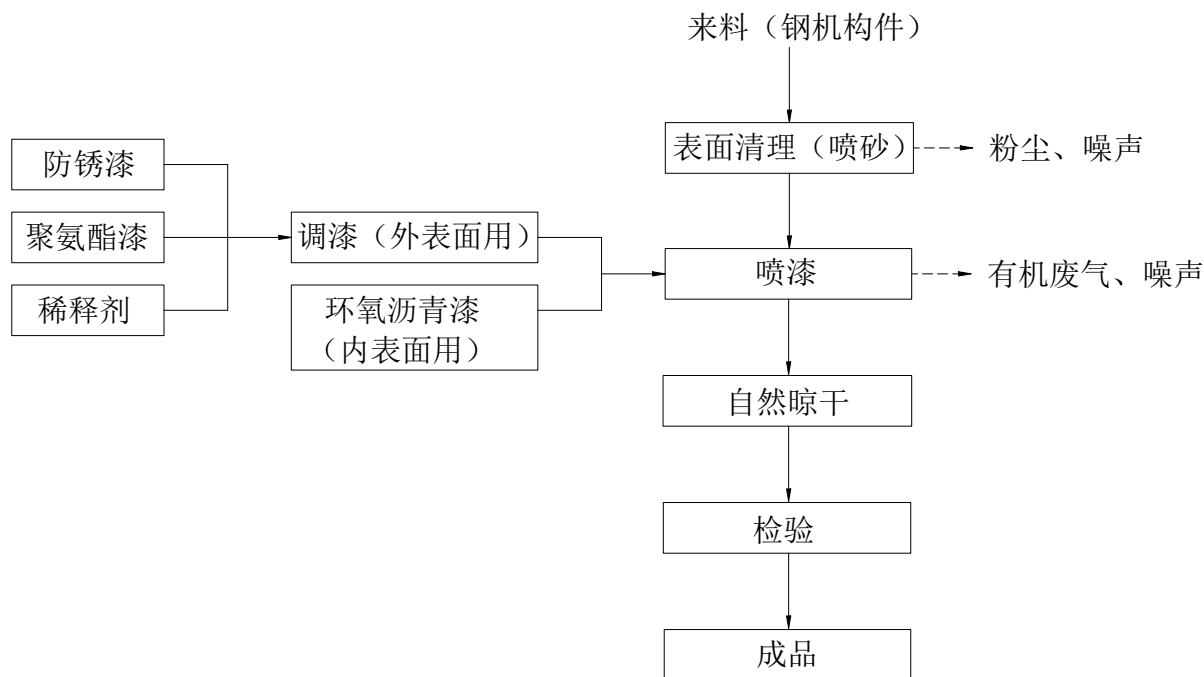 来料（钢机构件）
表面清理（喷砂）
粉尘、噪声
防锈漆
聚氨酯漆
稀释剂
调漆（外表面用）
环氧沥青漆
（内表面用）
喷漆
有机废气、噪声
自然晾干
检验
成品